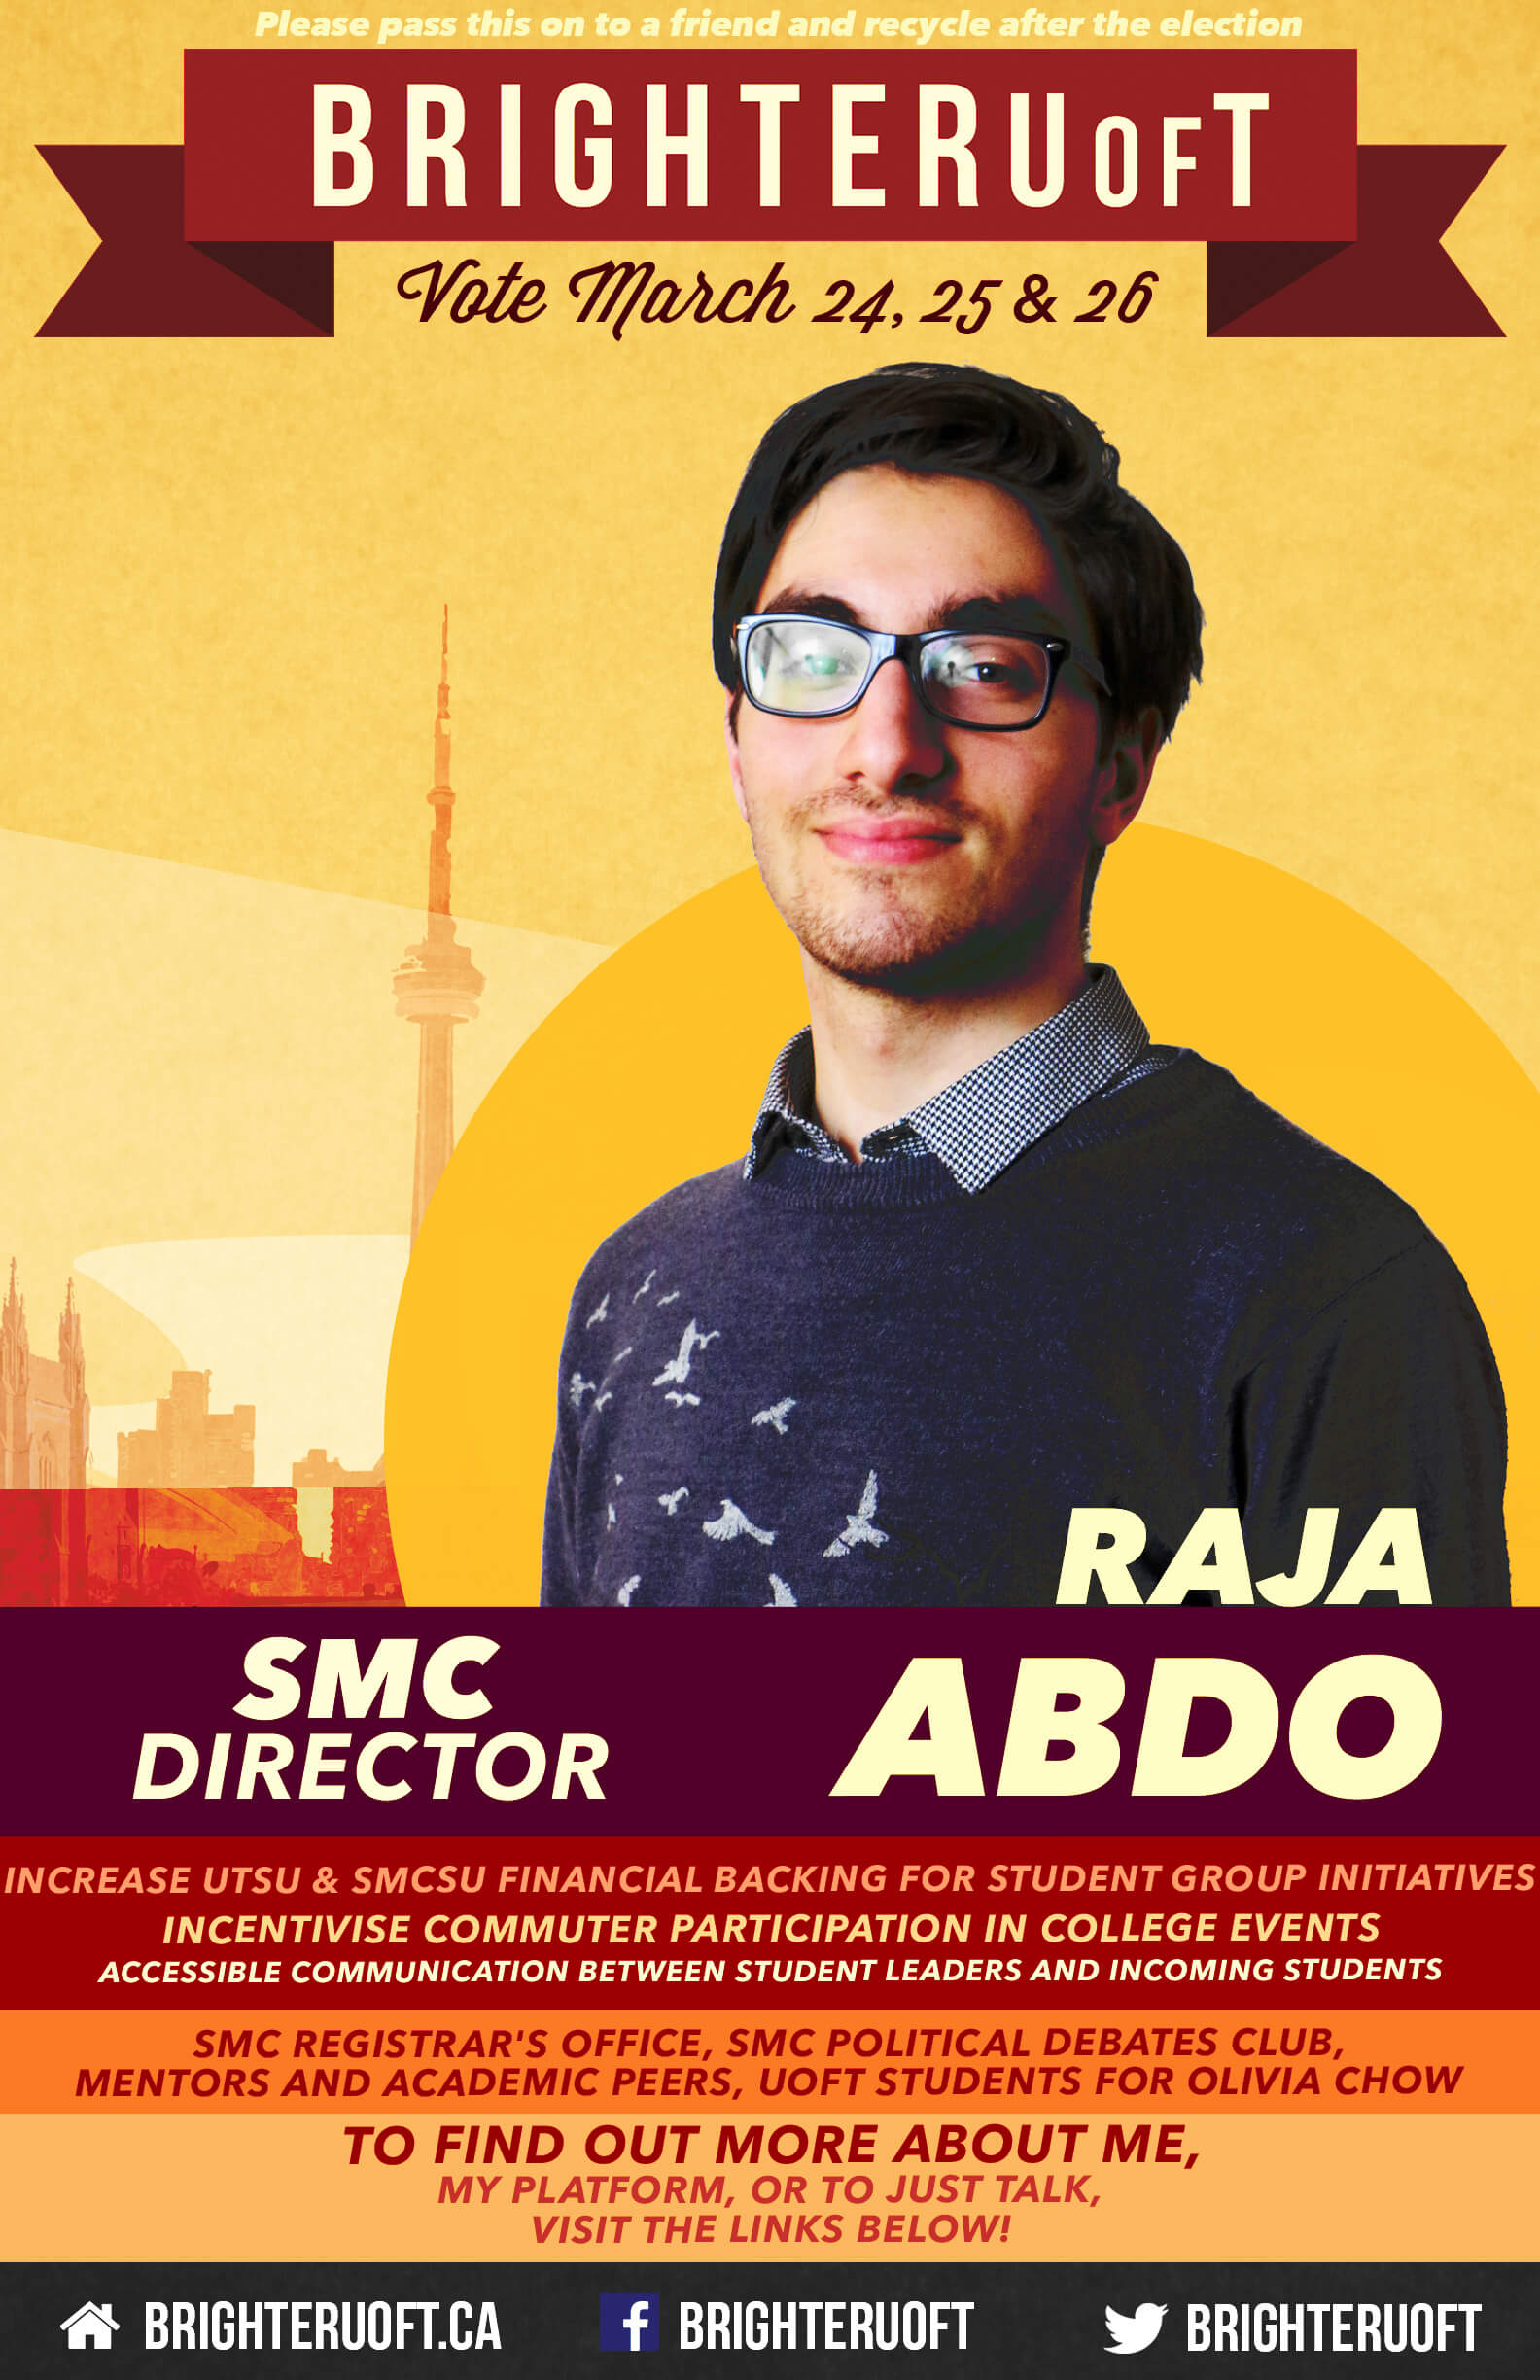 Please pass this on to a friend and recycle after the election
BRIGHTERUOFT
Vote March 24, 25 & 26
RAJA
ABDO
SMC
DIRECTOR
INCREASE UTSU & SMCSU FINANCIAL BACKING FOR STUDENT GROUP INITIATIVES
INCENTIVISE COMMUTER PARTICIPATION IN COLLEGE EVENTS
ACCESSIBLE COMMUNICATION BETWEEN STUDENT LEADERS AND INCOMING STUDENTS
SMC REGISTRAR'S OFFICE, SMC POLITICAL DEBATES CLUB,
MENTORS AND ACADEMIC PEERS, UOFT STUDENTS FOR OLIVIA CHOW
TO FIND OUT MORE ABOUT ME,
MY PLATFORM, OR TO JUST TALK,
VISIT THE LINKS BELOW!
BRIGHTERUOFT.CA
BRIGHTERUOFT
BRIGHTERUOFT